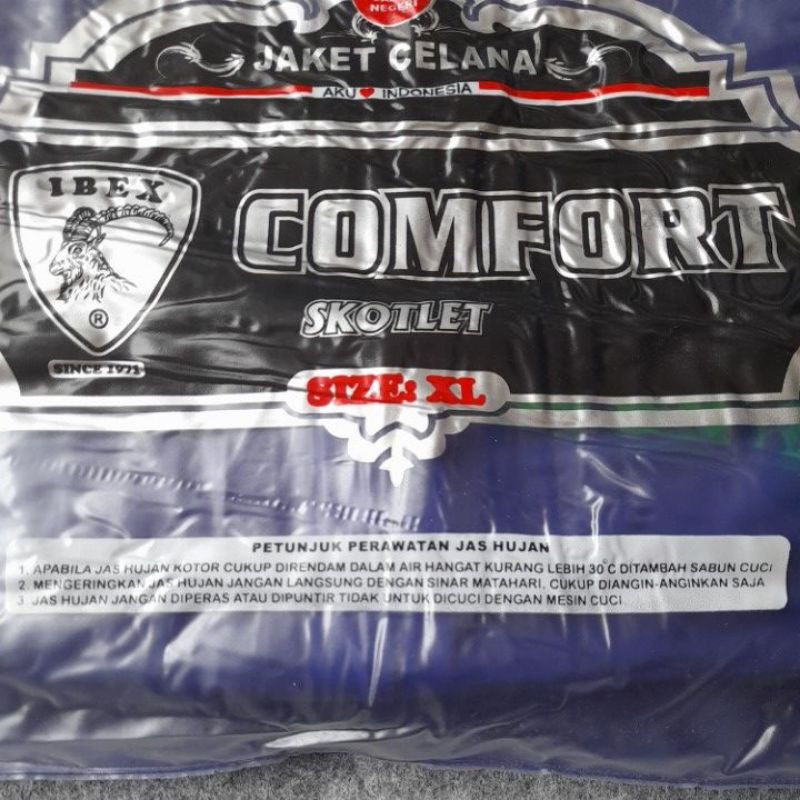 NEGERI
JAKET CELANA
AKU ❤ INDONESIA
IBEX
®
SINCE 1971
COMFORT
SKOTLET
SIZE: XL
PETUNJUK PERAWATAN JAS HUJAN
1. APABILA JAS HUJAN KOTOR CUKUP DIRENDAM DALAM AIR HANGAT KURANG LEBIH 30°C DITAMBAH SABUN CUCI
2. MENGERINGKAN JAS HUJAN JANGAN LANGSUNG DENGAN SINAR MATAHARI, CUKUP DIANGIN-ANGINKAN SAJA
3. JAS HUJAN JANGAN DIPERAS ATAU DIPUNTIR TIDAK UNTUK DICUCI DENGAN MESIN CUCI